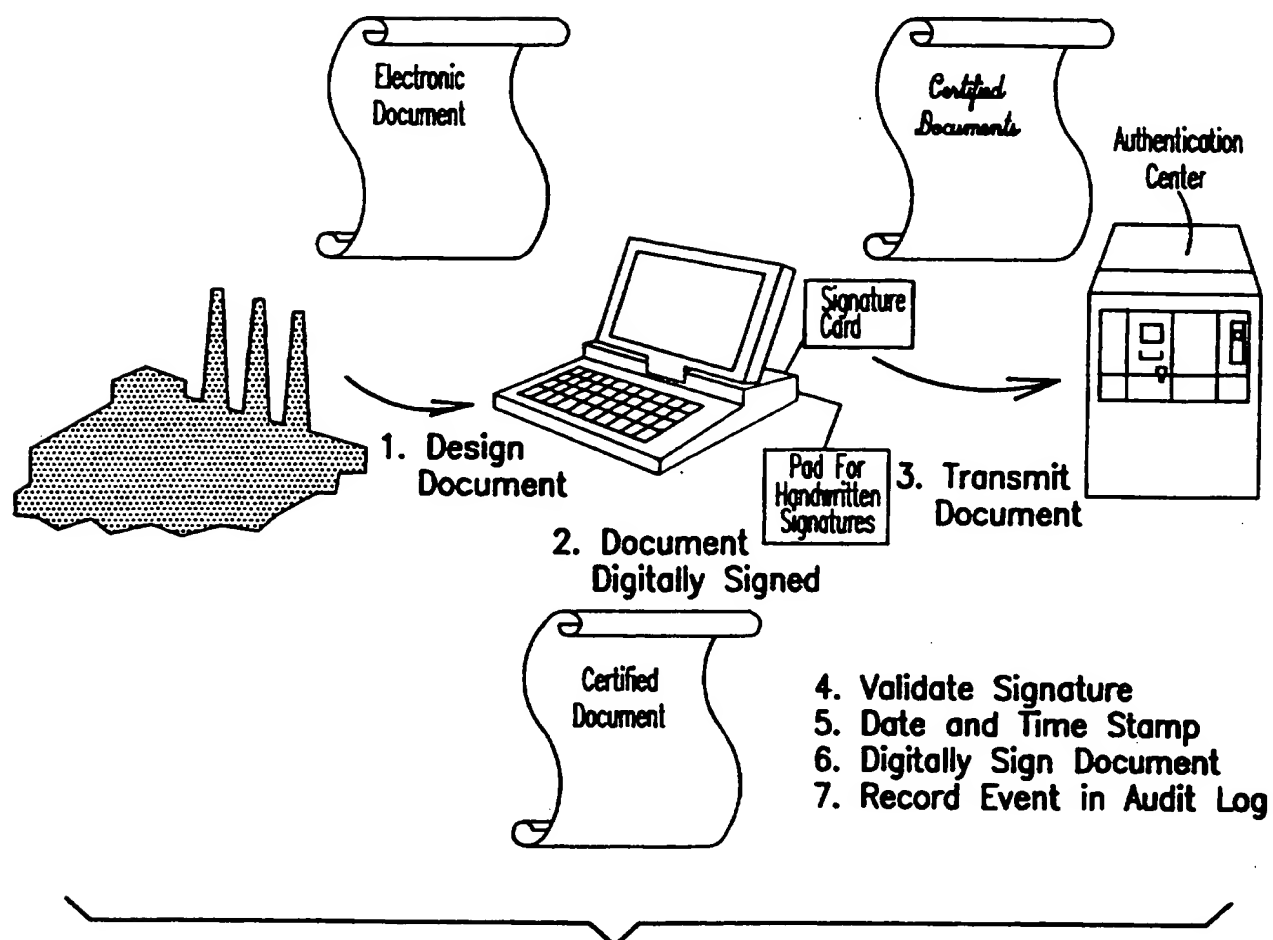 Electronic
Document
Certified
Documents
Authentication
Center
Signature
Card
1. Design
Document
Pad For
Handwritten
Signatures
3. Transmit
Document
2. Document
Digitally Signed
Certified
Document
4. Validate Signature
5. Date and Time Stamp
6. Digitally Sign Document
7. Record Event in Audit Log